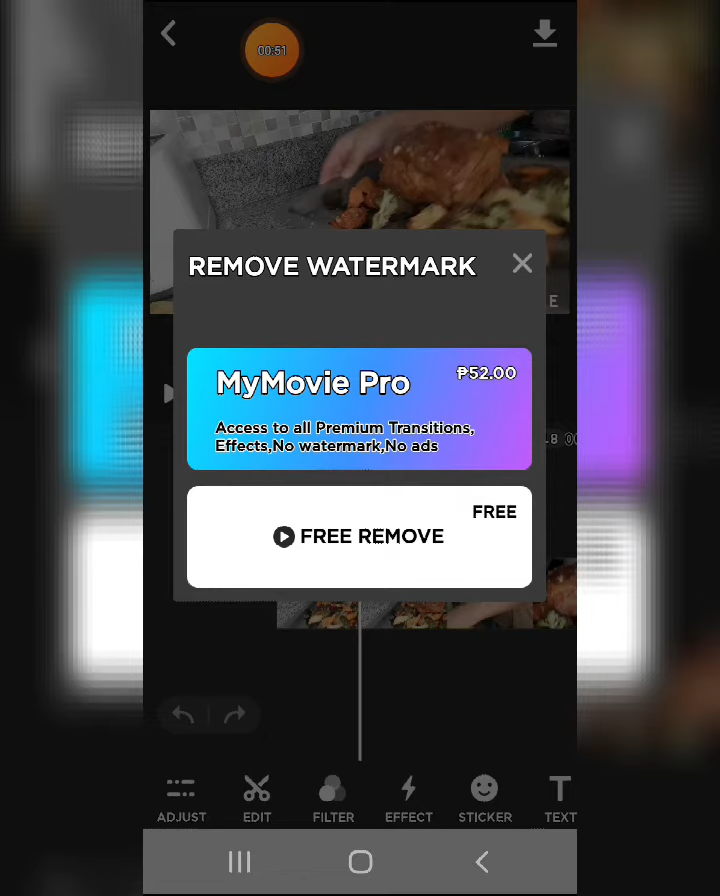 00:51
REMOVE WATERMARK
E
MyMovie Pro
₱52.00
Access to all Premium Transitions,
Effects,No watermark,No ads
FREE
FREE REMOVE
ADJUST
EDIT
FILTER
EFFECT
STICKER
TEXT